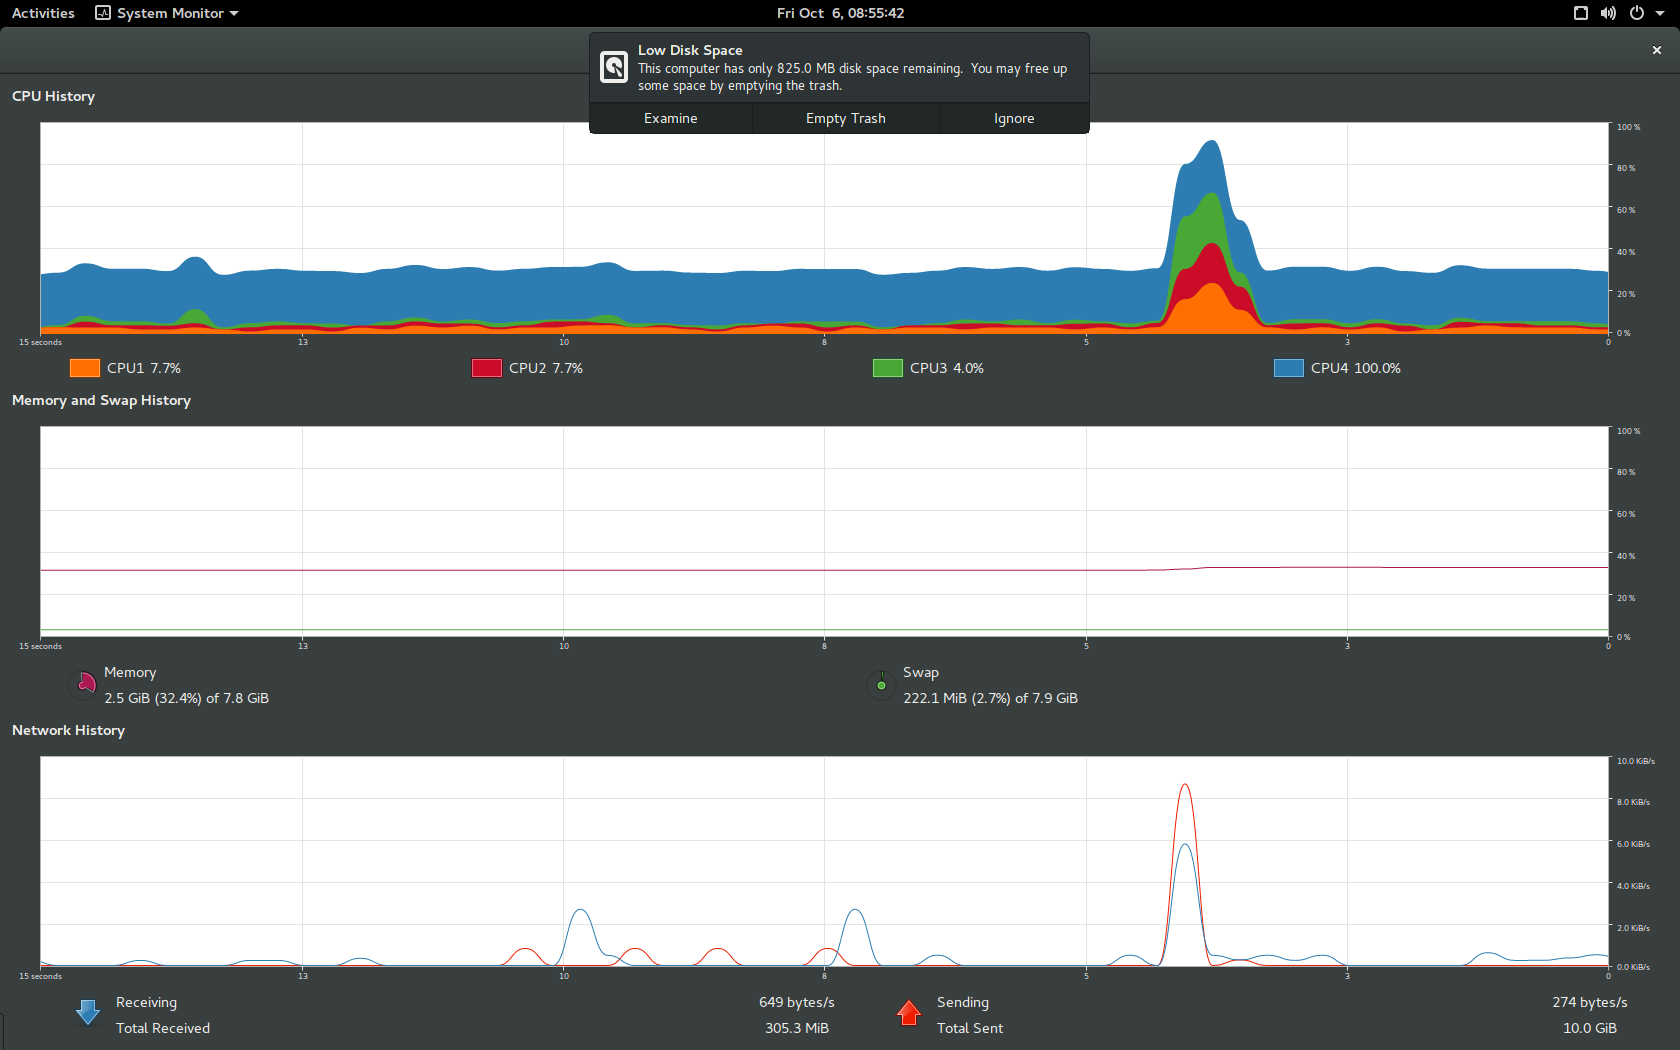 Activities System Monitor Fri Oct 6, 08:55:42
Low Disk Space
This computer has only 825.0 MB disk space remaining. You may free up
some space by emptying the trash.
Examine Empty Trash Ignore
CPU History
100 %
80 %
60 %
40 %
20 %
0 %
15 seconds 13 10 8 5 3 0
CPU1 7.7% CPU2 7.7% CPU3 4.0% CPU4 100.0%
Memory and Swap History
100 %
80 %
60 %
40 %
20 %
0 %
15 seconds 13 10 8 5 3 0
Memory Swap
2.5 GiB (32.4%) of 7.8 GiB 222.1 MiB (2.7%) of 7.9 GiB
Network History
10.0 KiB/s
8.0 KiB/s
6.0 KiB/s
4.0 KiB/s
2.0 KiB/s
0.0 KiB/s
15 seconds 13 10 8 5 3 0
Receiving 649 bytes/s Sending 274 bytes/s
Total Received 305.3 MiB Total Sent 10.0 GiB